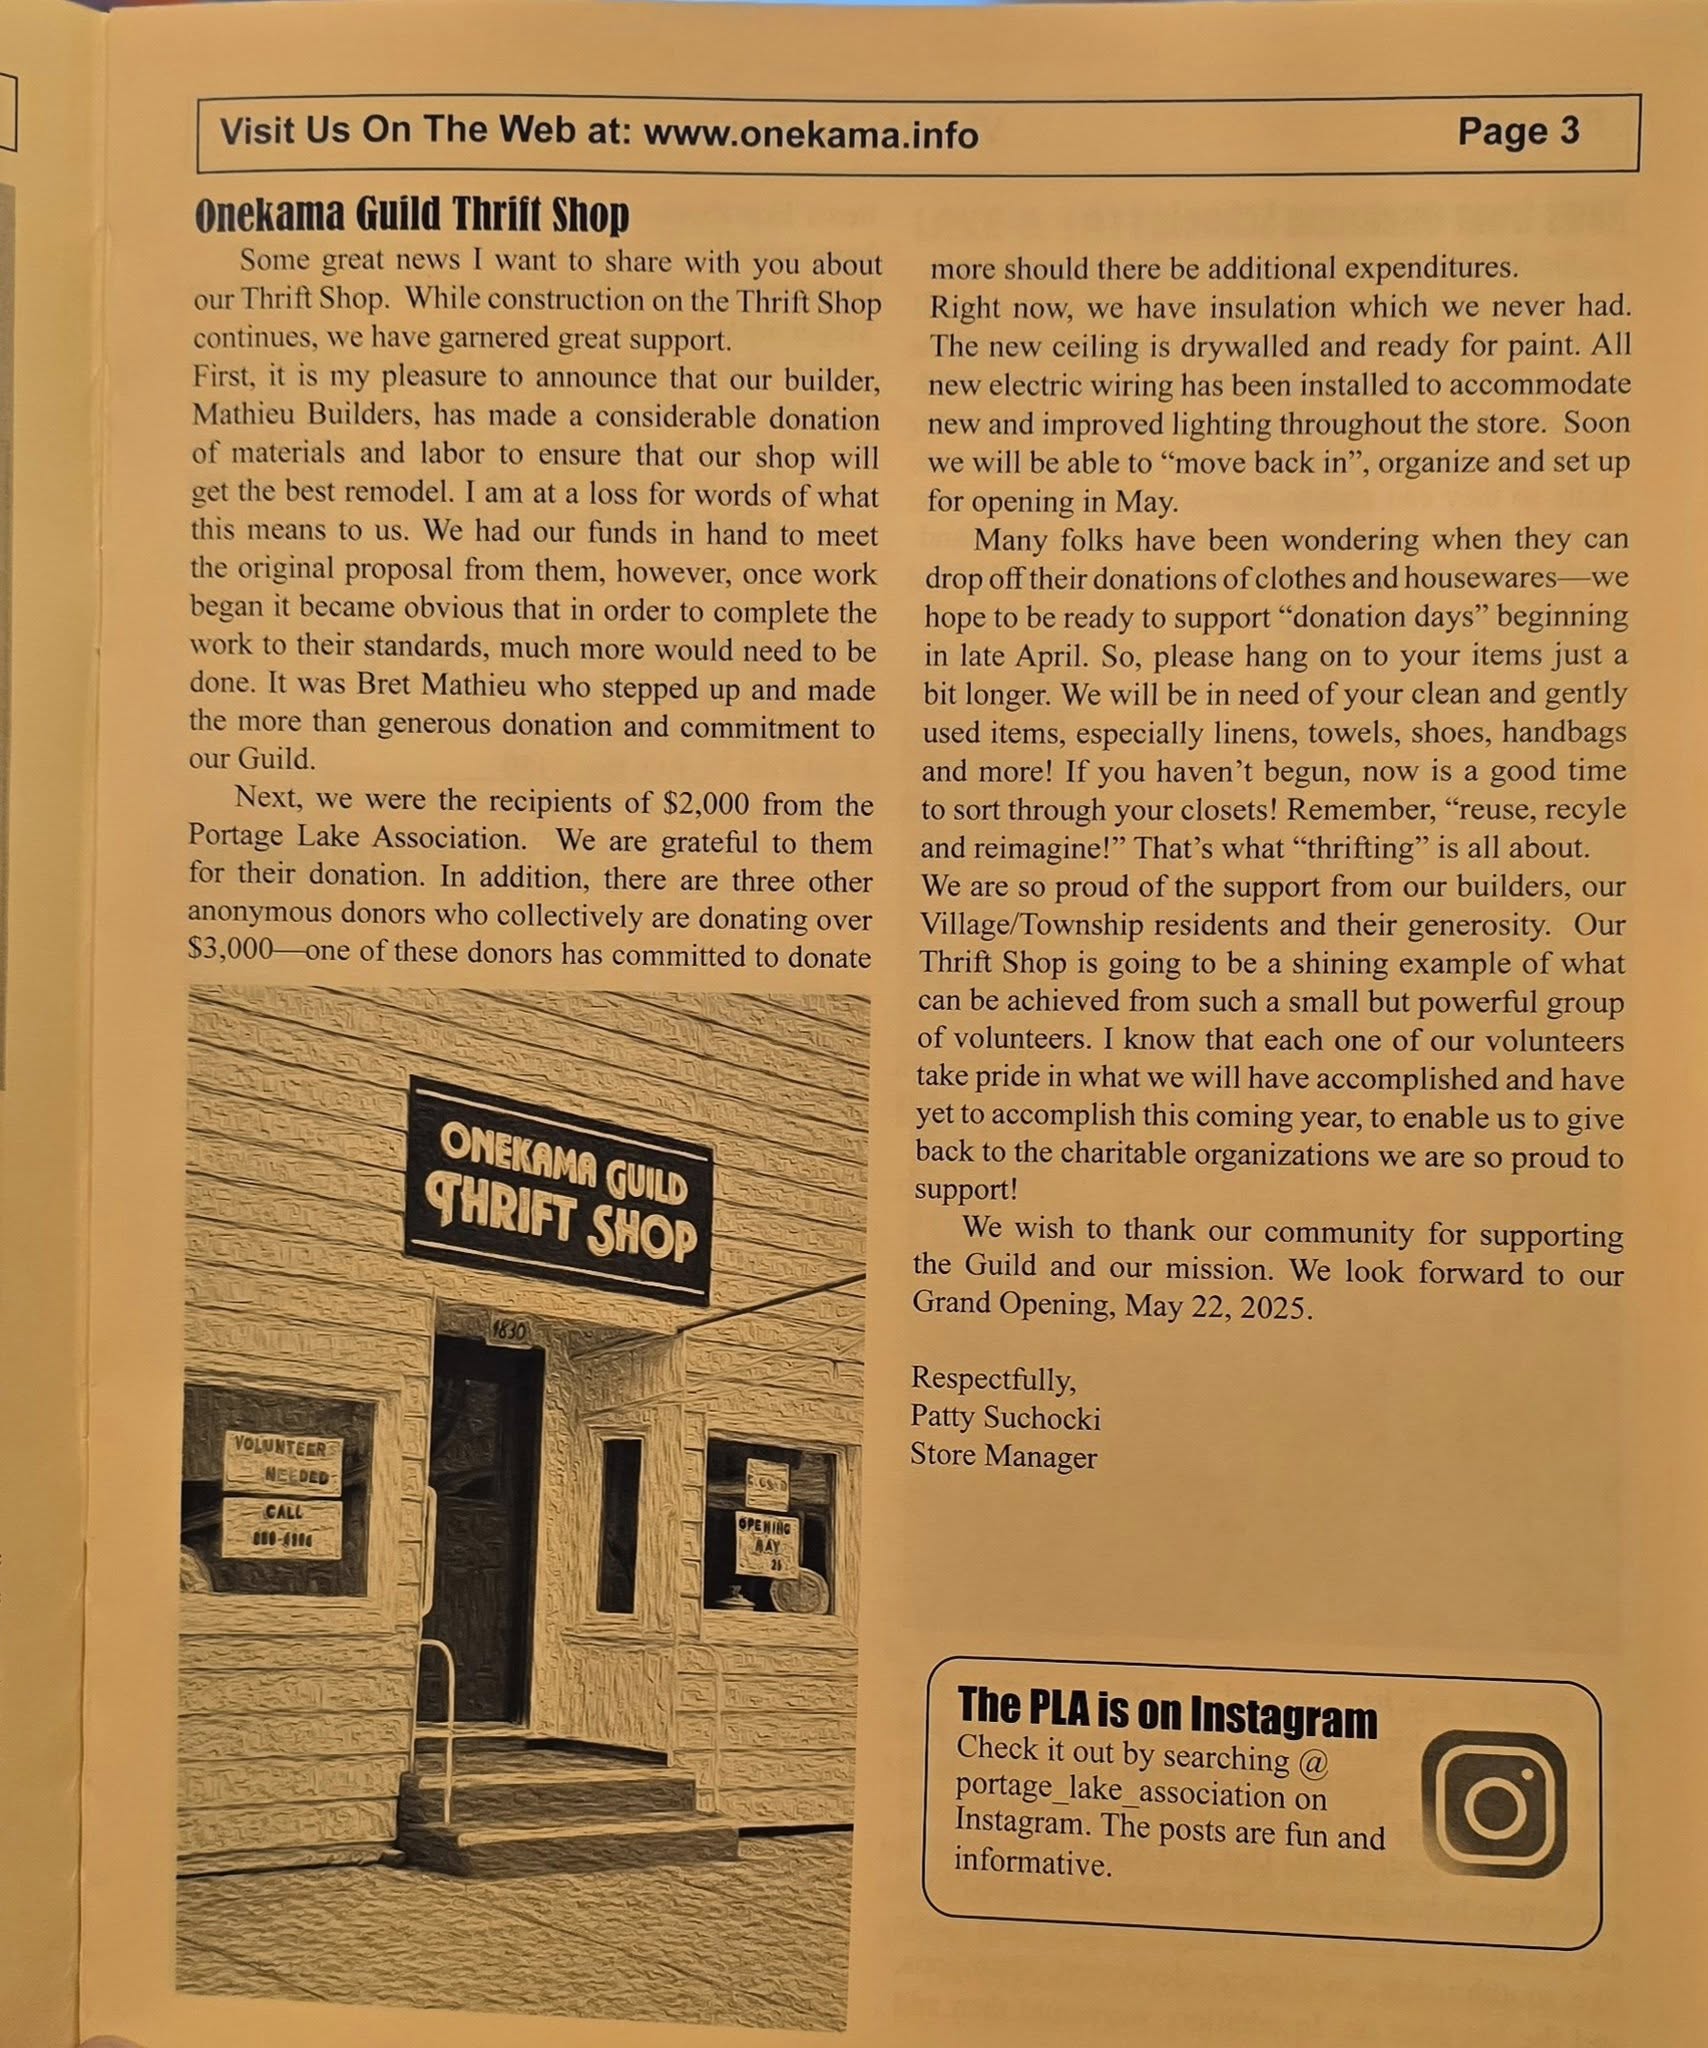 Visit Us On The Web at: www.onekama.info
Page 3
Onekama Guild Thrift Shop
Some great news I want to share with you about
our Thrift Shop. While construction on the Thrift Shop
continues, we have garnered great support.
First, it is my pleasure to announce that our builder,
Mathieu Builders, has made a considerable donation
of materials and labor to ensure that our shop will
get the best remodel. I am at a loss for words of what
this means to us. We had our funds in hand to meet
the original proposal from them, however, once work
began it became obvious that in order to complete the
work to their standards, much more would need to be
done. It was Bret Mathieu who stepped up and made
the more than generous donation and commitment to
our Guild.
Next, we were the recipients of $2,000 from the
Portage Lake Association. We are grateful to them
for their donation. In addition, there are three other
anonymous donors who collectively are donating over
$3,000—one of these donors has committed to donate
ONEKAMA GUILD
THRIFT SHOP
1830
VOLUNTEER
NEEDED
CALL
CLOSED
OPENING
MAY
more should there be additional expenditures.
Right now, we have insulation which we never had.
The new ceiling is drywalled and ready for paint. All
new electric wiring has been installed to accommodate
new and improved lighting throughout the store. Soon
we will be able to “move back in”, organize and set up
for opening in May.
Many folks have been wondering when they can
drop off their donations of clothes and housewares—we
hope to be ready to support “donation days” beginning
in late April. So, please hang on to your items just a
bit longer. We will be in need of your clean and gently
used items, especially linens, towels, shoes, handbags
and more! If you haven’t begun, now is a good time
to sort through your closets! Remember, “reuse, recyle
and reimagine!” That’s what “thrifting” is all about.
We are so proud of the support from our builders, our
Village/Township residents and their generosity. Our
Thrift Shop is going to be a shining example of what
can be achieved from such a small but powerful group
of volunteers. I know that each one of our volunteers
take pride in what we will have accomplished and have
yet to accomplish this coming year, to enable us to give
back to the charitable organizations we are so proud to
support!
We wish to thank our community for supporting
the Guild and our mission. We look forward to our
Grand Opening, May 22, 2025.
Respectfully,
Patty Suchocki
Store Manager
The PLA is on Instagram
Check it out by searching @
portage_lake_association on
Instagram. The posts are fun and
informative.